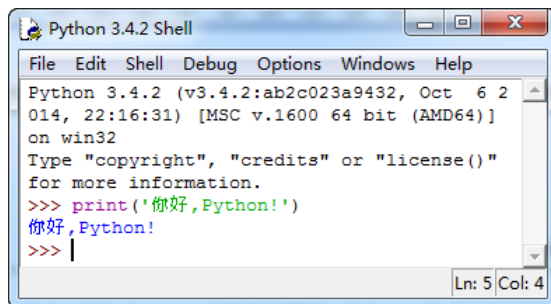 Python 3.4.2 Shell
File Edit Shell Debug Options Windows Help
Python 3.4.2 (v3.4.2:ab2c023a9432, Oct  6 2
014, 22:16:31) [MSC v.1600 64 bit (AMD64)]
on win32
Type "copyright", "credits" or "license()"
for more information.
>>> print('你好,Python!')
你好,Python!
>>>
Ln: 5 Col: 4